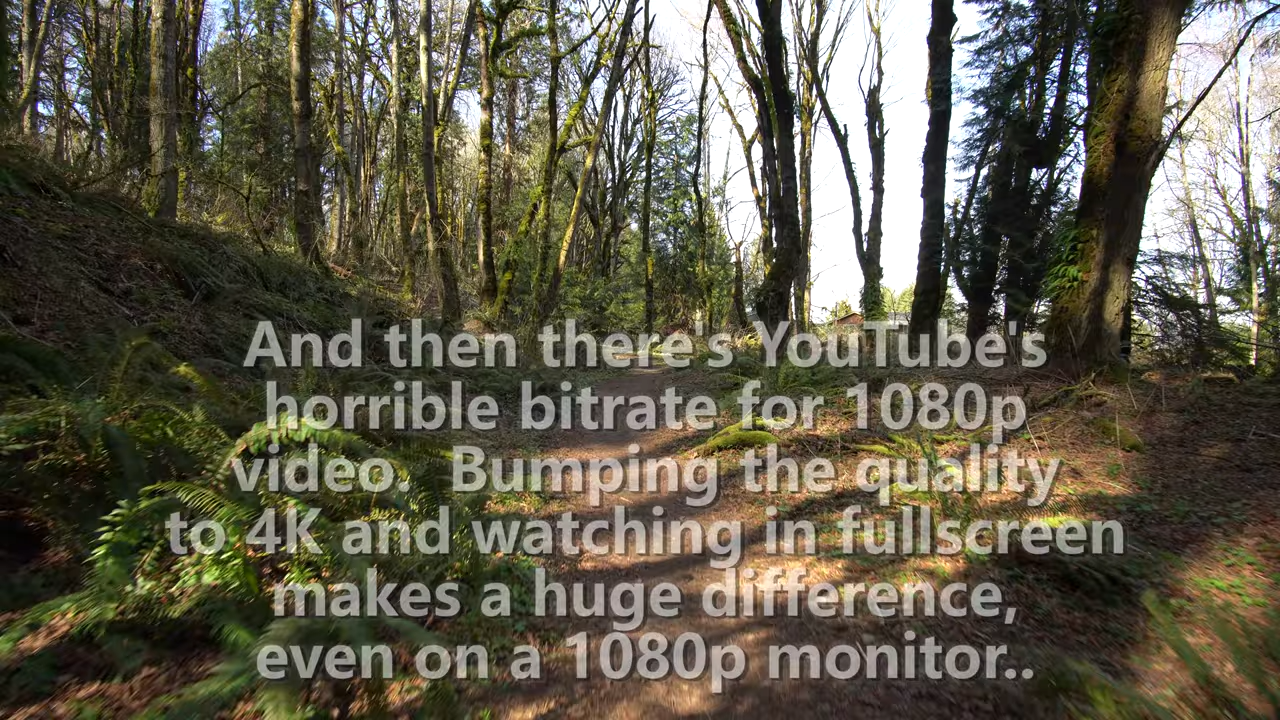 And then there's YouTube's
horrible bitrate for 1080p
video.  Bumping the quality
to 4K and watching in fullscreen
makes a huge difference,
even on a 1080p monitor..